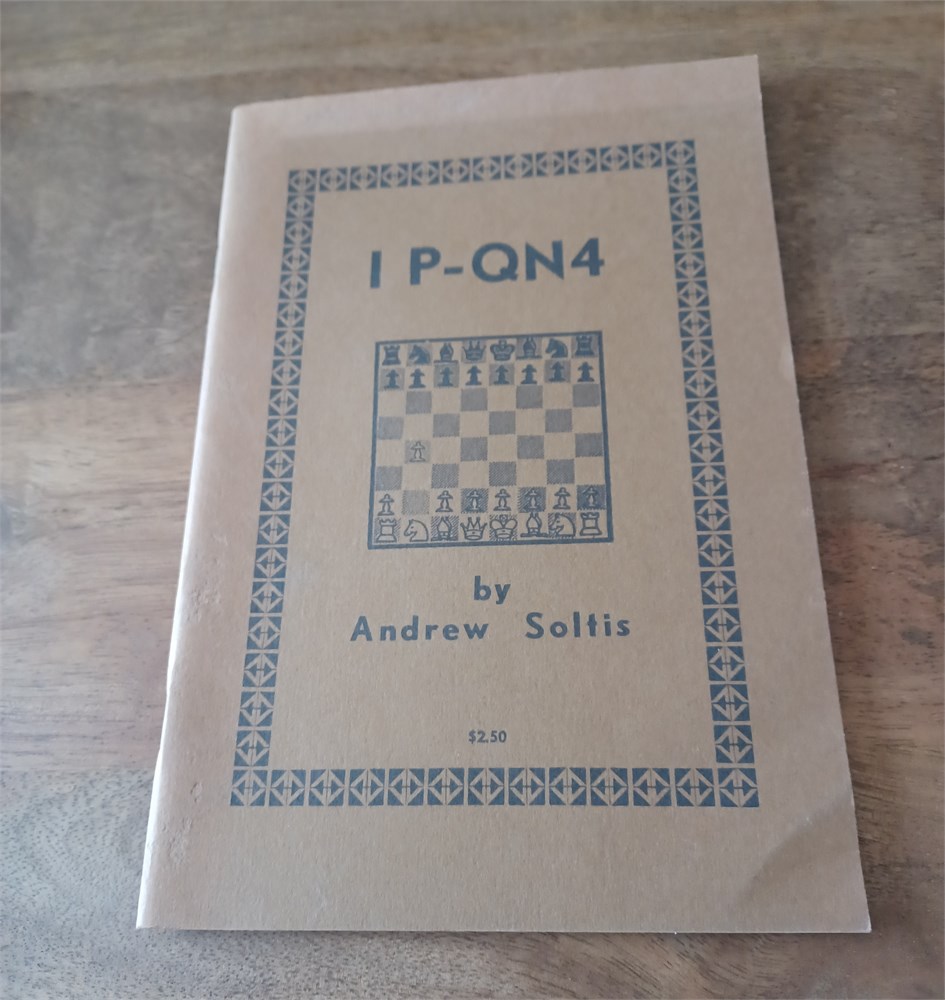 1 P-QN4
by
Andrew Soltis
$2.50